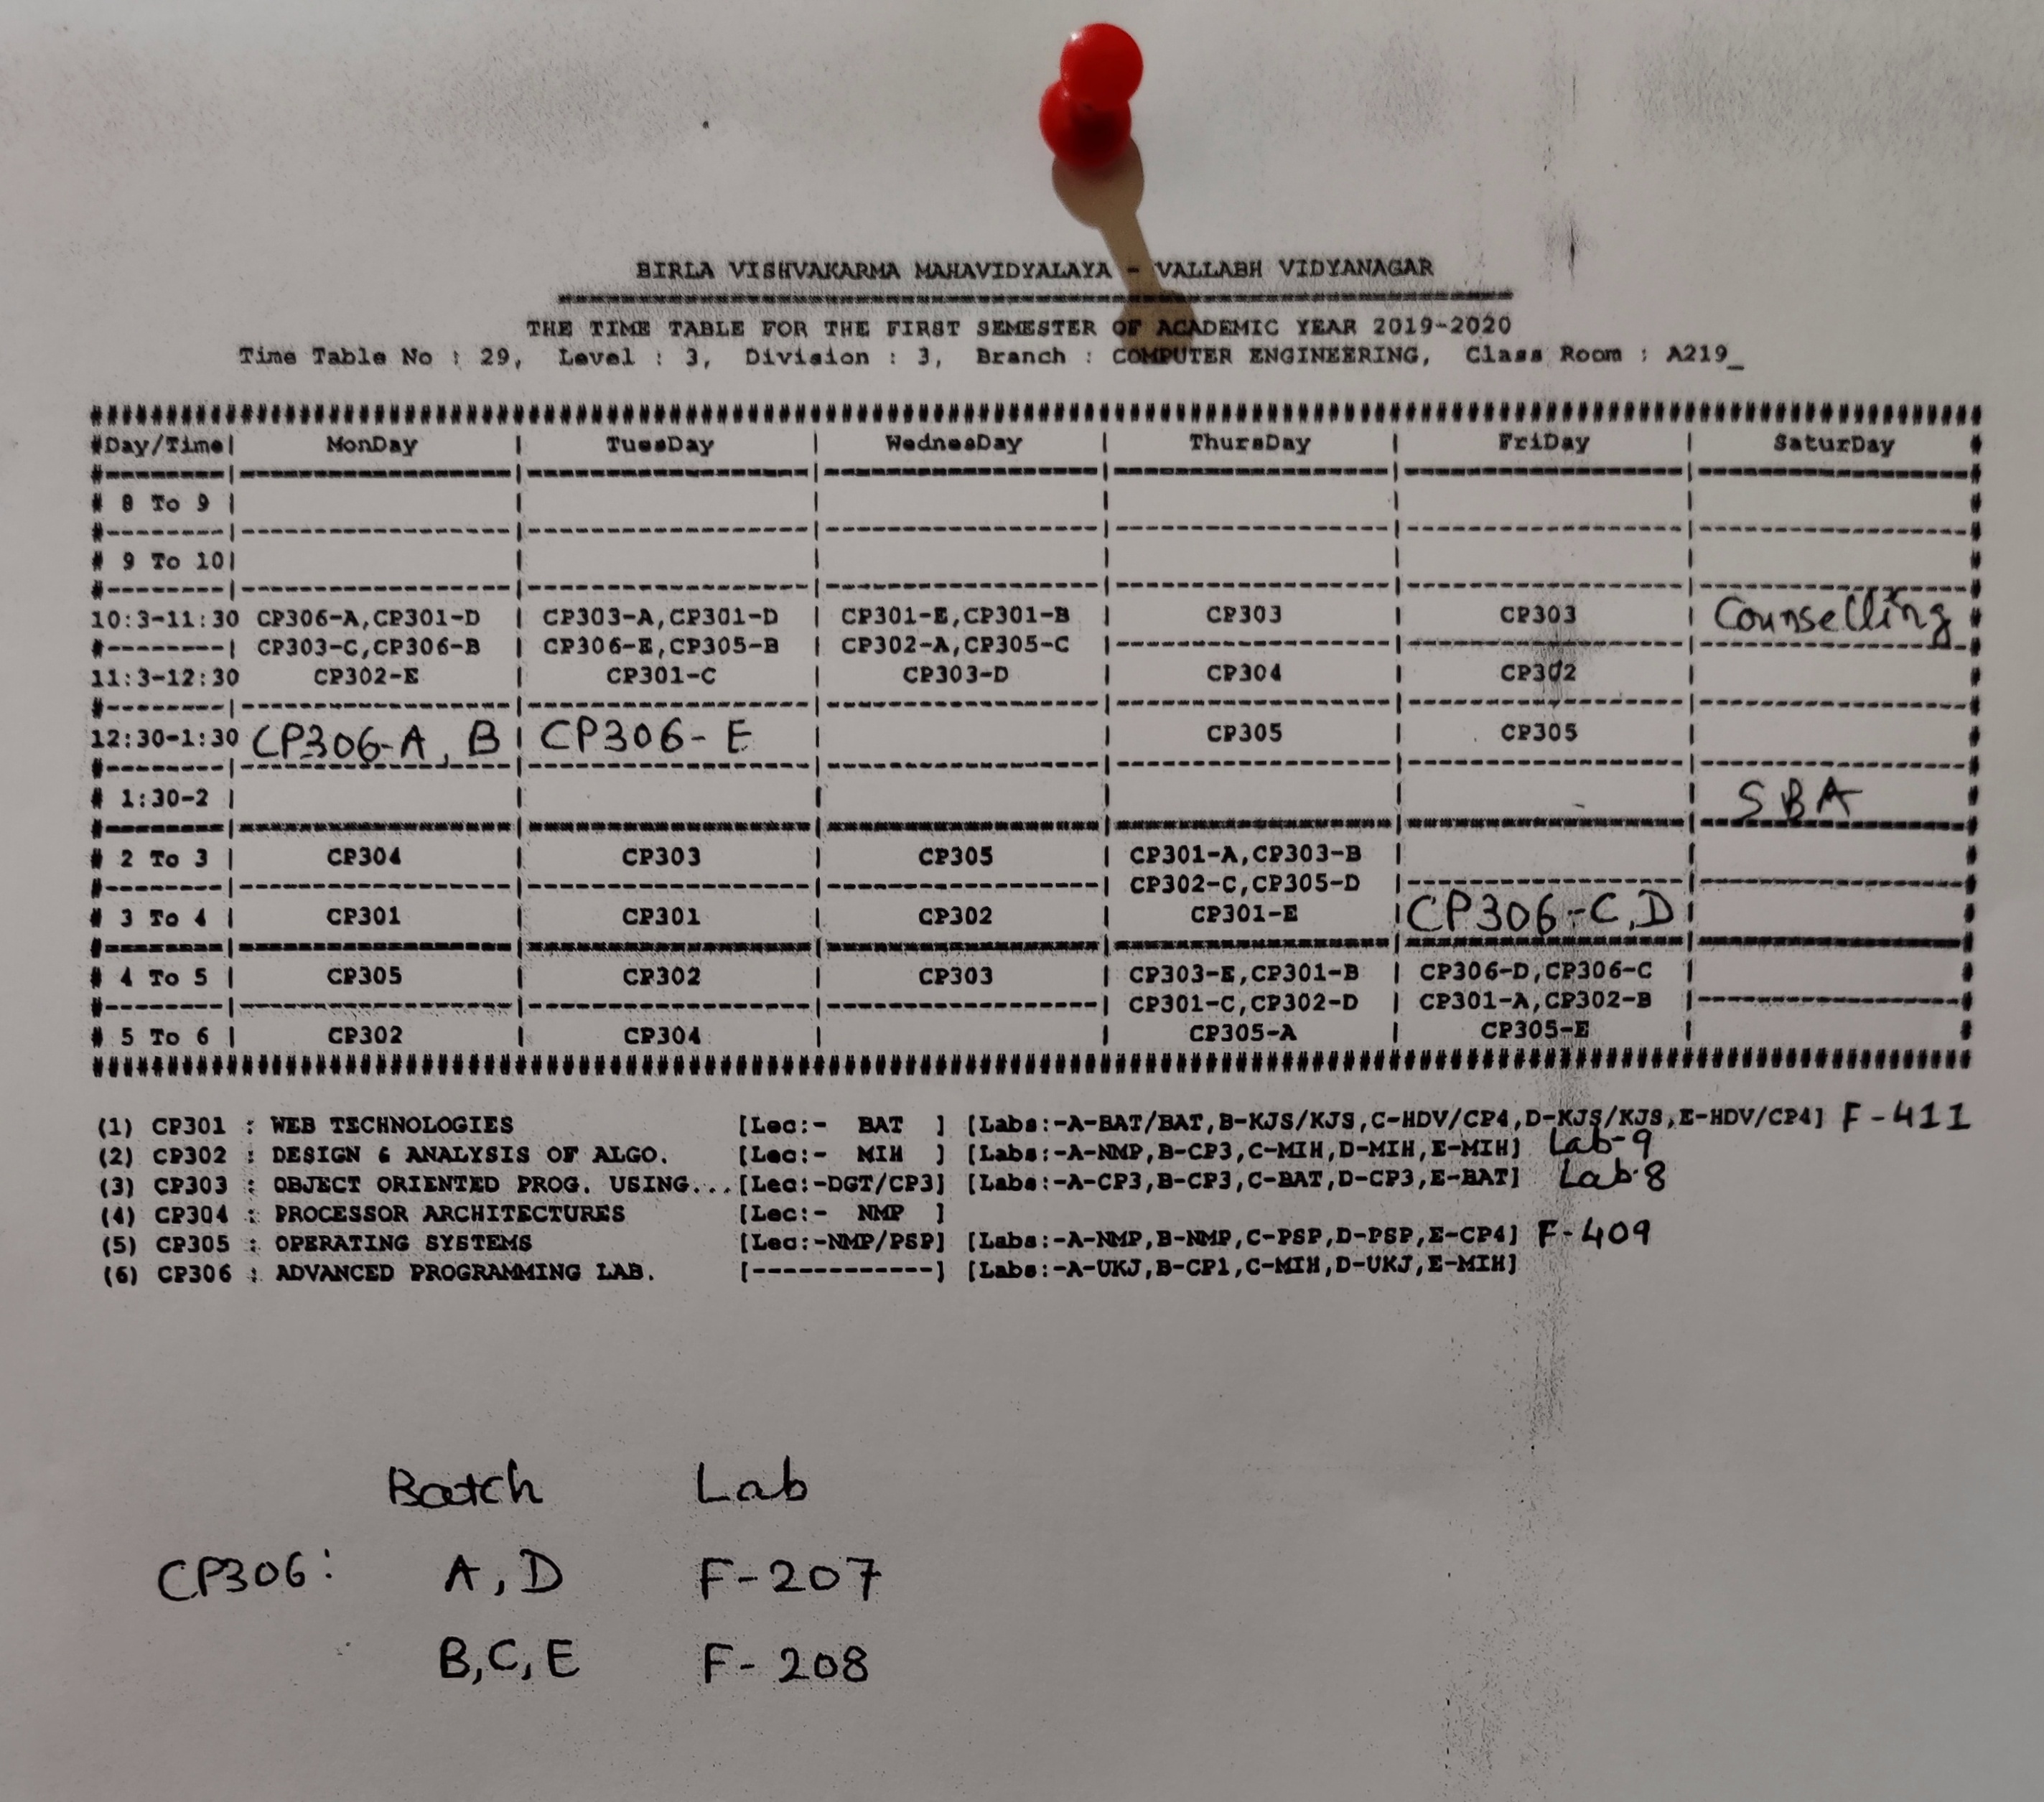 BIRLA VISHVAKARMA MAHAVIDYALAYA - VALLABH VIDYANAGAR
THE TIME TABLE FOR THE FIRST SEMESTER OF ACADEMIC YEAR 2019-2020
Time Table No : 29, Level : 3, Division : 3, Branch : COMPUTER ENGINEERING, Class Room : A219_
#Day/Time| MonDay | TuesDay | WednesDay | ThursDay | FriDay | SaturDay #
# 8 To 9 | | | | | | #
# 9 To 10| | | | | | #
10:3-11:30 CP306-A,CP301-D | CP303-A,CP301-D | CP301-E,CP301-B | CP303 | CP303 | Counselling #
#--------| CP303-C,CP306-B | CP306-E,CP305-B | CP302-A,CP305-C |
11:3-12:30 CP302-E | CP301-C | CP303-D | CP304 | CP302 | #
12:30-1:30 CP306-A, B | CP306-E | | CP305 | CP305 | #
# 1:30-2 | | | | | | SBA #
# 2 To 3 | CP304 | CP303 | CP305 | CP301-A,CP303-B | | #
CP302-C,CP305-D
# 3 To 4 | CP301 | CP301 | CP302 | CP301-E | CP306-C,D | #
# 4 To 5 | CP305 | CP302 | CP303 | CP303-E,CP301-B | CP306-D,CP306-C | #
CP301-C,CP302-D | CP301-A,CP302-B |
# 5 To 6 | CP302 | CP304 | | CP305-A | CP305-E | #
(1) CP301 : WEB TECHNOLOGIES [Lec:- BAT ] [Labs:-A-BAT/BAT,B-KJS/KJS,C-HDV/CP4,D-KJS/KJS,E-HDV/CP4] F-411
(2) CP302 : DESIGN & ANALYSIS OF ALGO. [Lec:- MIH ] [Labs:-A-NMP,B-CP3,C-MIH,D-MIH,E-MIH] Lab-9
(3) CP303 : OBJECT ORIENTED PROG. USING...[Lec:-DGT/CP3] [Labs:-A-CP3,B-CP3,C-BAT,D-CP3,E-BAT] Lab-8
(4) CP304 : PROCESSOR ARCHITECTURES [Lec:- NMP ]
(5) CP305 : OPERATING SYSTEMS [Lec:-NMP/PSP] [Labs:-A-NMP,B-NMP,C-PSP,D-PSP,E-CP4] F-409
(6) CP306 : ADVANCED PROGRAMMING LAB. [------------] [Labs:-A-UKJ,B-CP1,C-MIH,D-UKJ,E-MIH]
Batch Lab
CP306: A,D F-207
B,C,E F-208